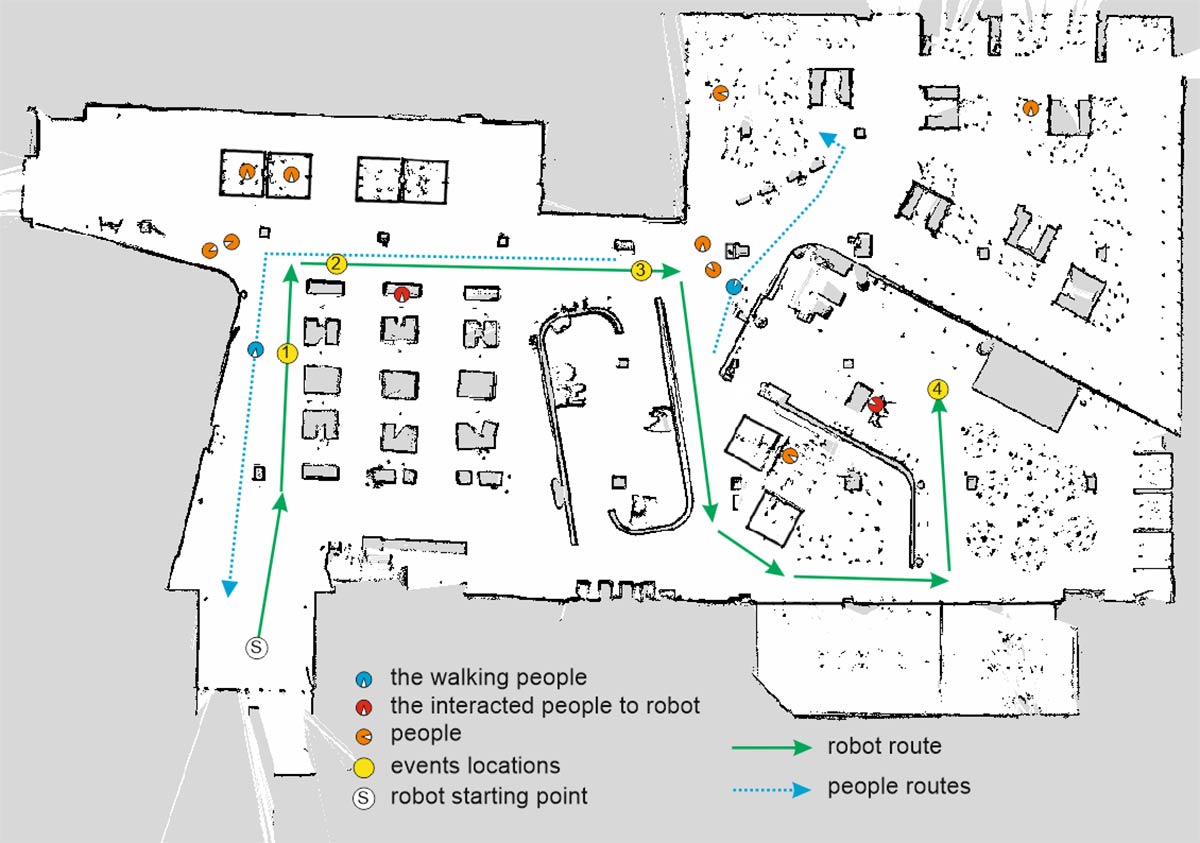 2
3
1
4
S
the walking people
the interacted people to robot
people
events locations
S robot starting point
robot route
people routes